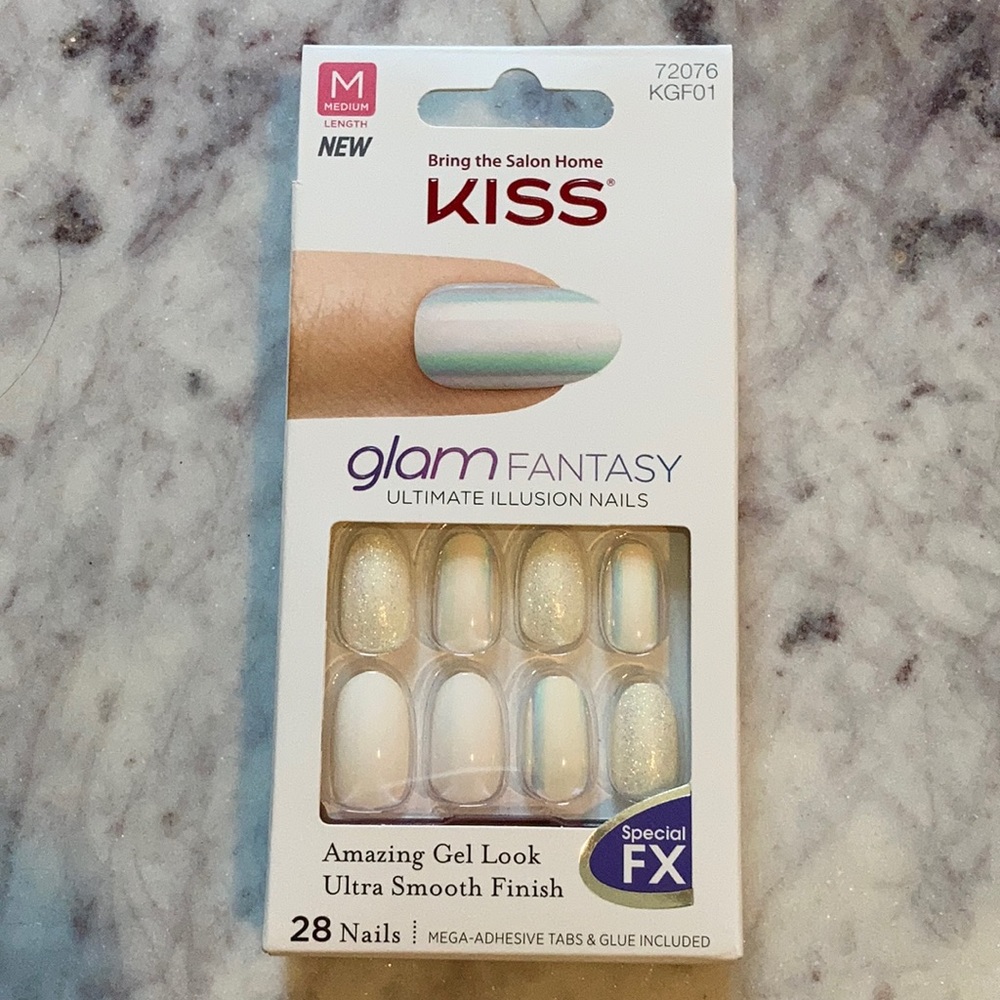 M
MEDIUM
LENGTH
NEW
72076
KGF01
Bring the Salon Home
KISS®
glam FANTASY
ULTIMATE ILLUSION NAILS
Special
FX
Amazing Gel Look
Ultra Smooth Finish
28 Nails
MEGA-ADHESIVE TABS & GLUE INCLUDED